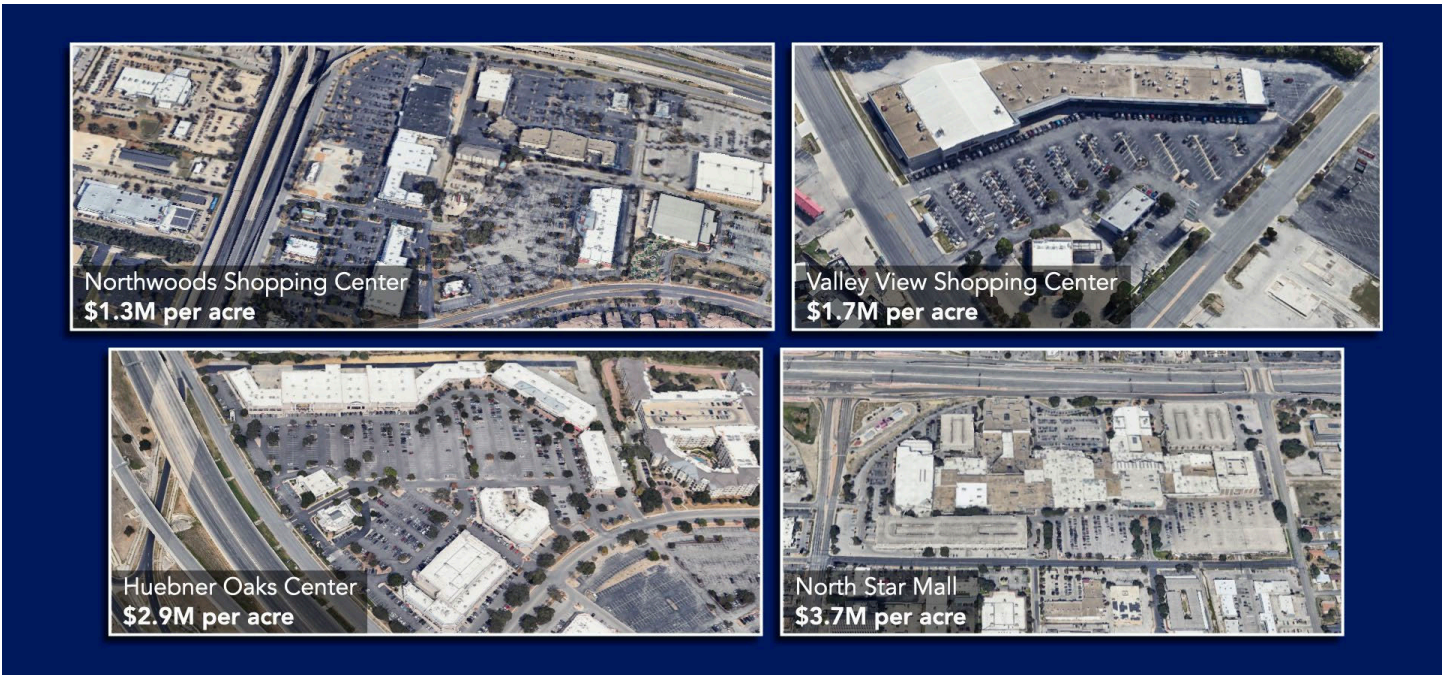 Northwoods Shopping Center
$1.3M per acre
Valley View Shopping Center
$1.7M per acre
Huebner Oaks Center
$2.9M per acre
North Star Mall
$3.7M per acre